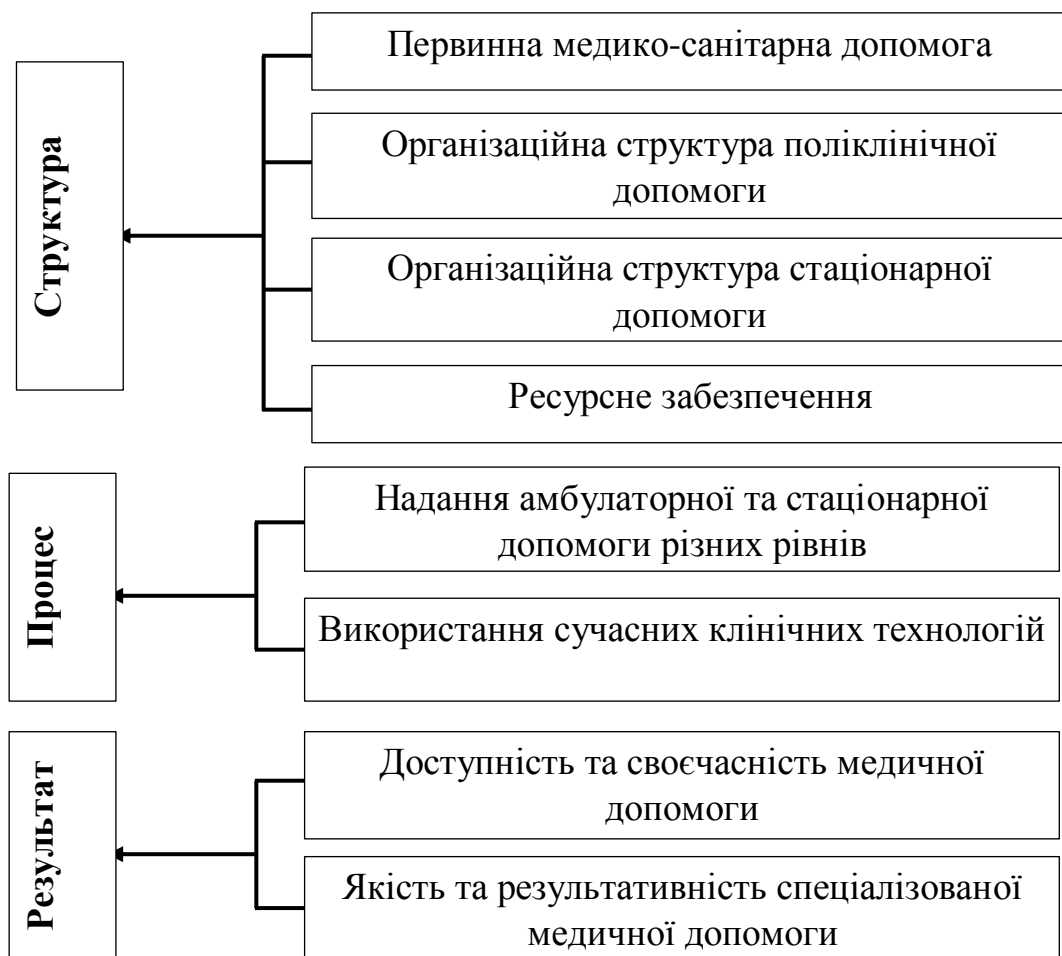 Структура
Первинна медико-санітарна допомога
Організаційна структура поліклінічної
допомоги
Організаційна структура стаціонарної
допомоги
Ресурсне забезпечення
Процес
Надання амбулаторної та стаціонарної
допомоги різних рівнів
Використання сучасних клінічних технологій
Результат
Доступність та своєчасність медичної
допомоги
Якість та результативність спеціалізованої
медичної допомоги